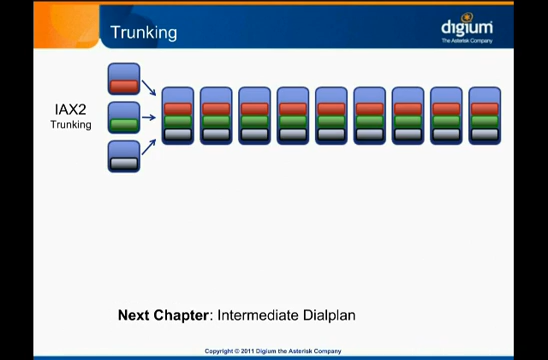 Trunking
digium
The Asterisk Company
IAX2
Trunking
Next Chapter: Intermediate Dialplan
Copyright © 2011 Digium the Asterisk Company